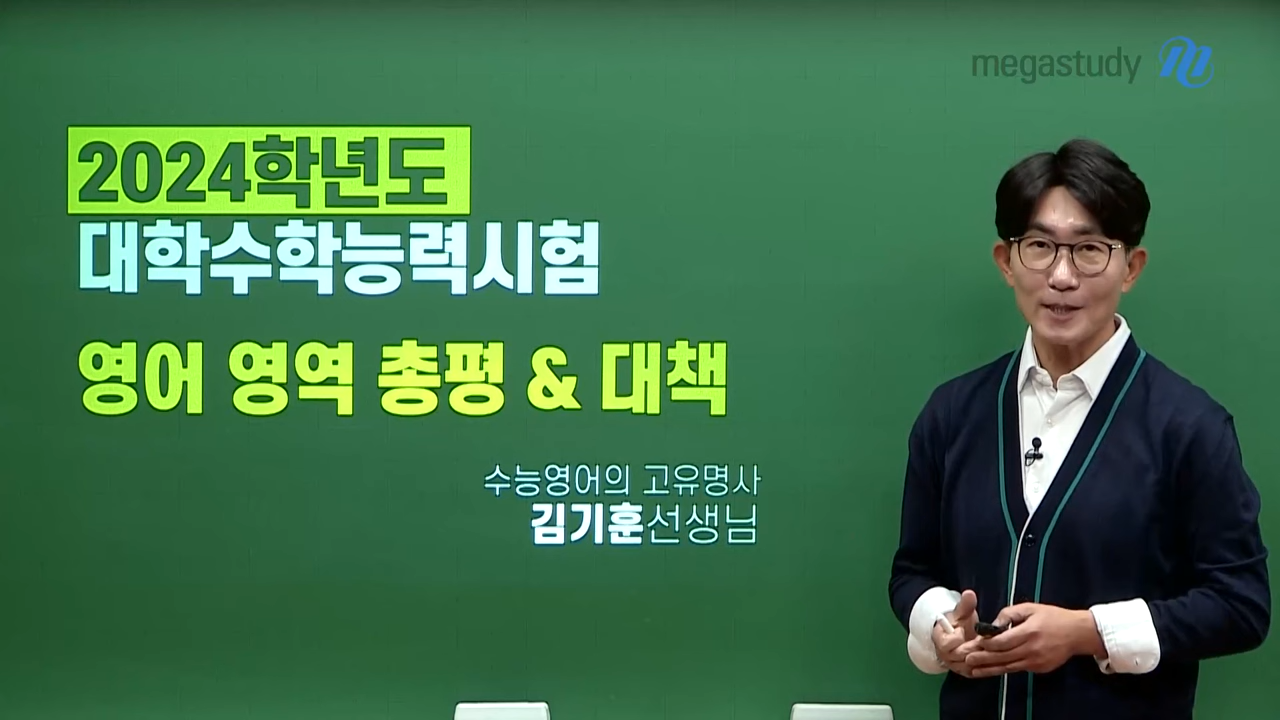 megastudy
2024학년도
대학수학능력시험
영어 영역 총평 & 대책
수능영어의 고유명사
김기훈선생님